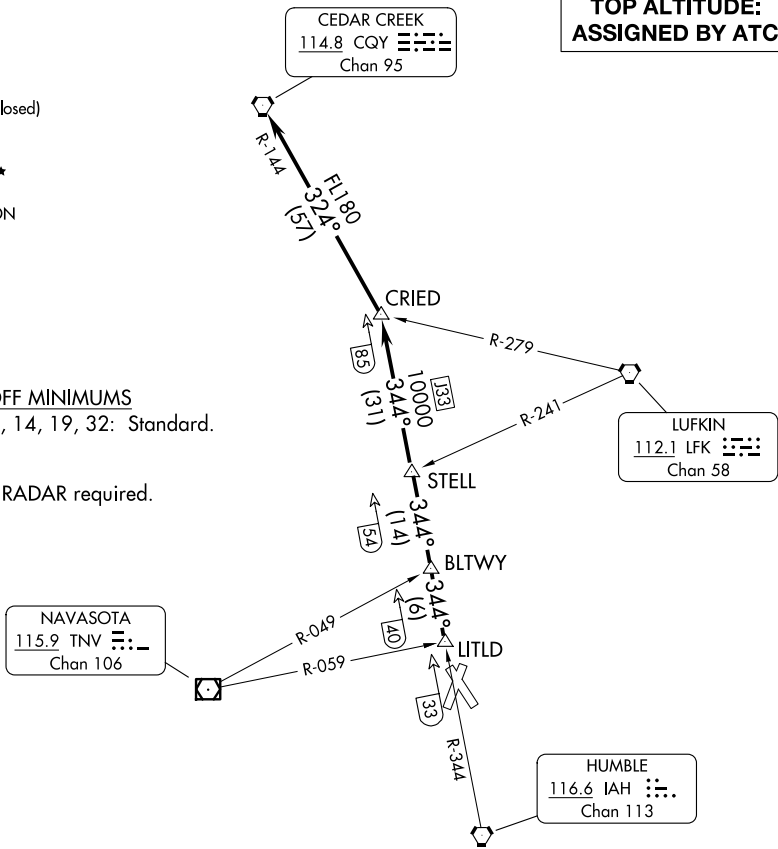 TOP ALTITUDE:
ASSIGNED BY ATC
CEDAR CREEK
114.8 CQY
Chan 95
losed)
ON
R-144
FL180
324°
(57)
CRIED
R-279
85
10000
344°
(31)
J33
R-241
LUFKIN
112.1 LFK
Chan 58
OFF MINIMUMS
, 14, 19, 32: Standard.
STELL
RADAR required.
54
344°
(14)
BLTWY
NAVASOTA
115.9 TNV
Chan 106
R-049
40
344°
(6)
LITLD
R-059
33
R-344
HUMBLE
116.6 IAH
Chan 113